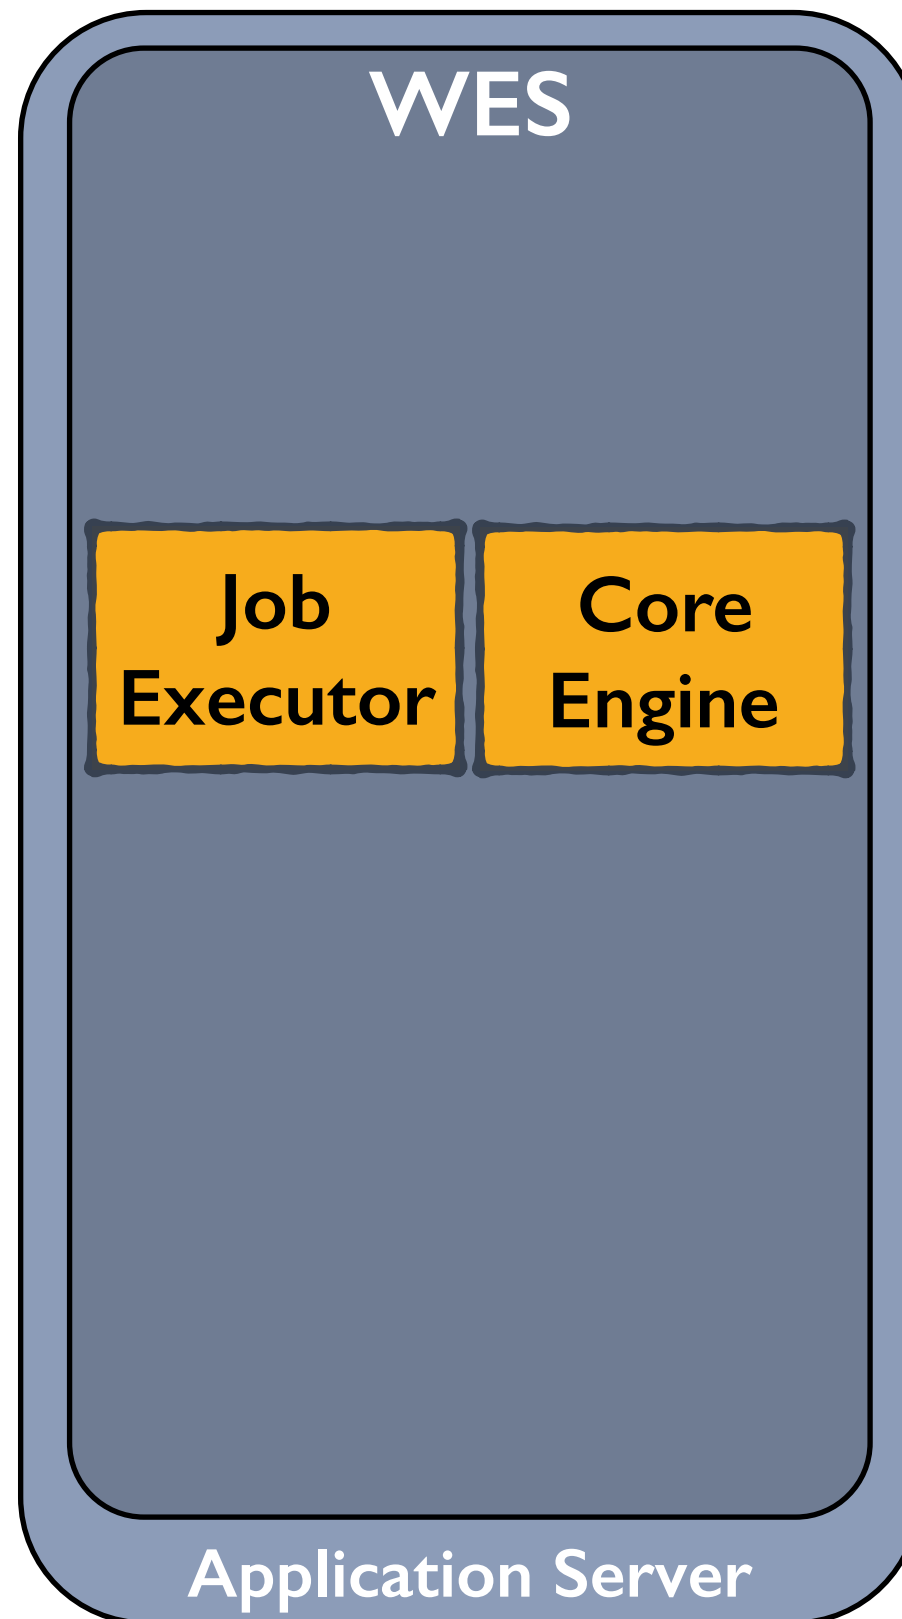 WES
Job
Executor
Core
Engine
Application Server